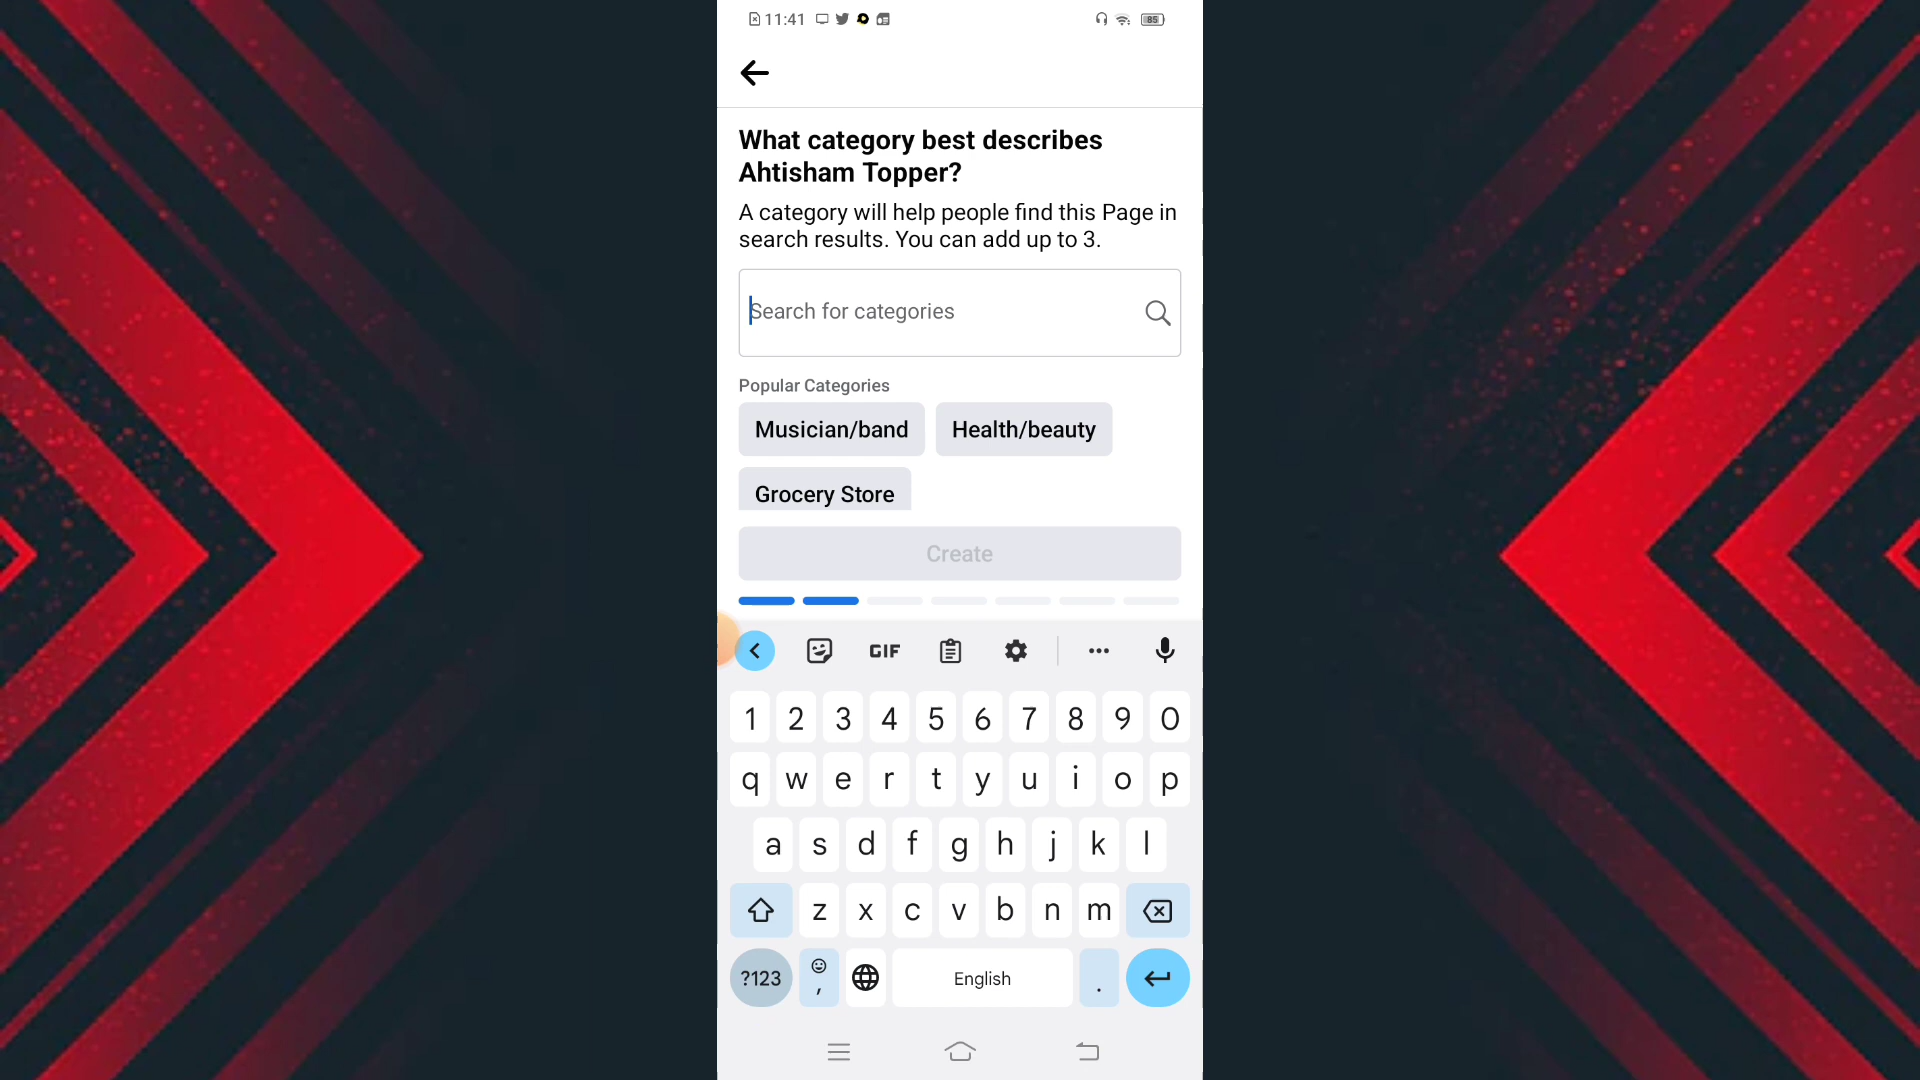 11:41
85
What category best describes
Ahtisham Topper?
A category will help people find this Page in
search results. You can add up to 3.
Search for categories
Popular Categories
Musician/band Health/beauty
Grocery Store
Create
GIF
1 2 3 4 5 6 7 8 9 0
q w e r t y u i o p
a s d f g h j k l
z x c v b n m
?123 , English .